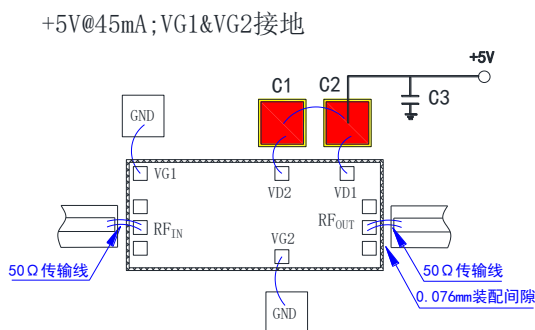 +5V@45mA;VG1&VG2接地
+5V
C1
C2
C3
GND
VG1
VD2
VD1
RFIN
RFOUT
VG2
50Ω传输线
50Ω传输线
0.076mm装配间隙
GND